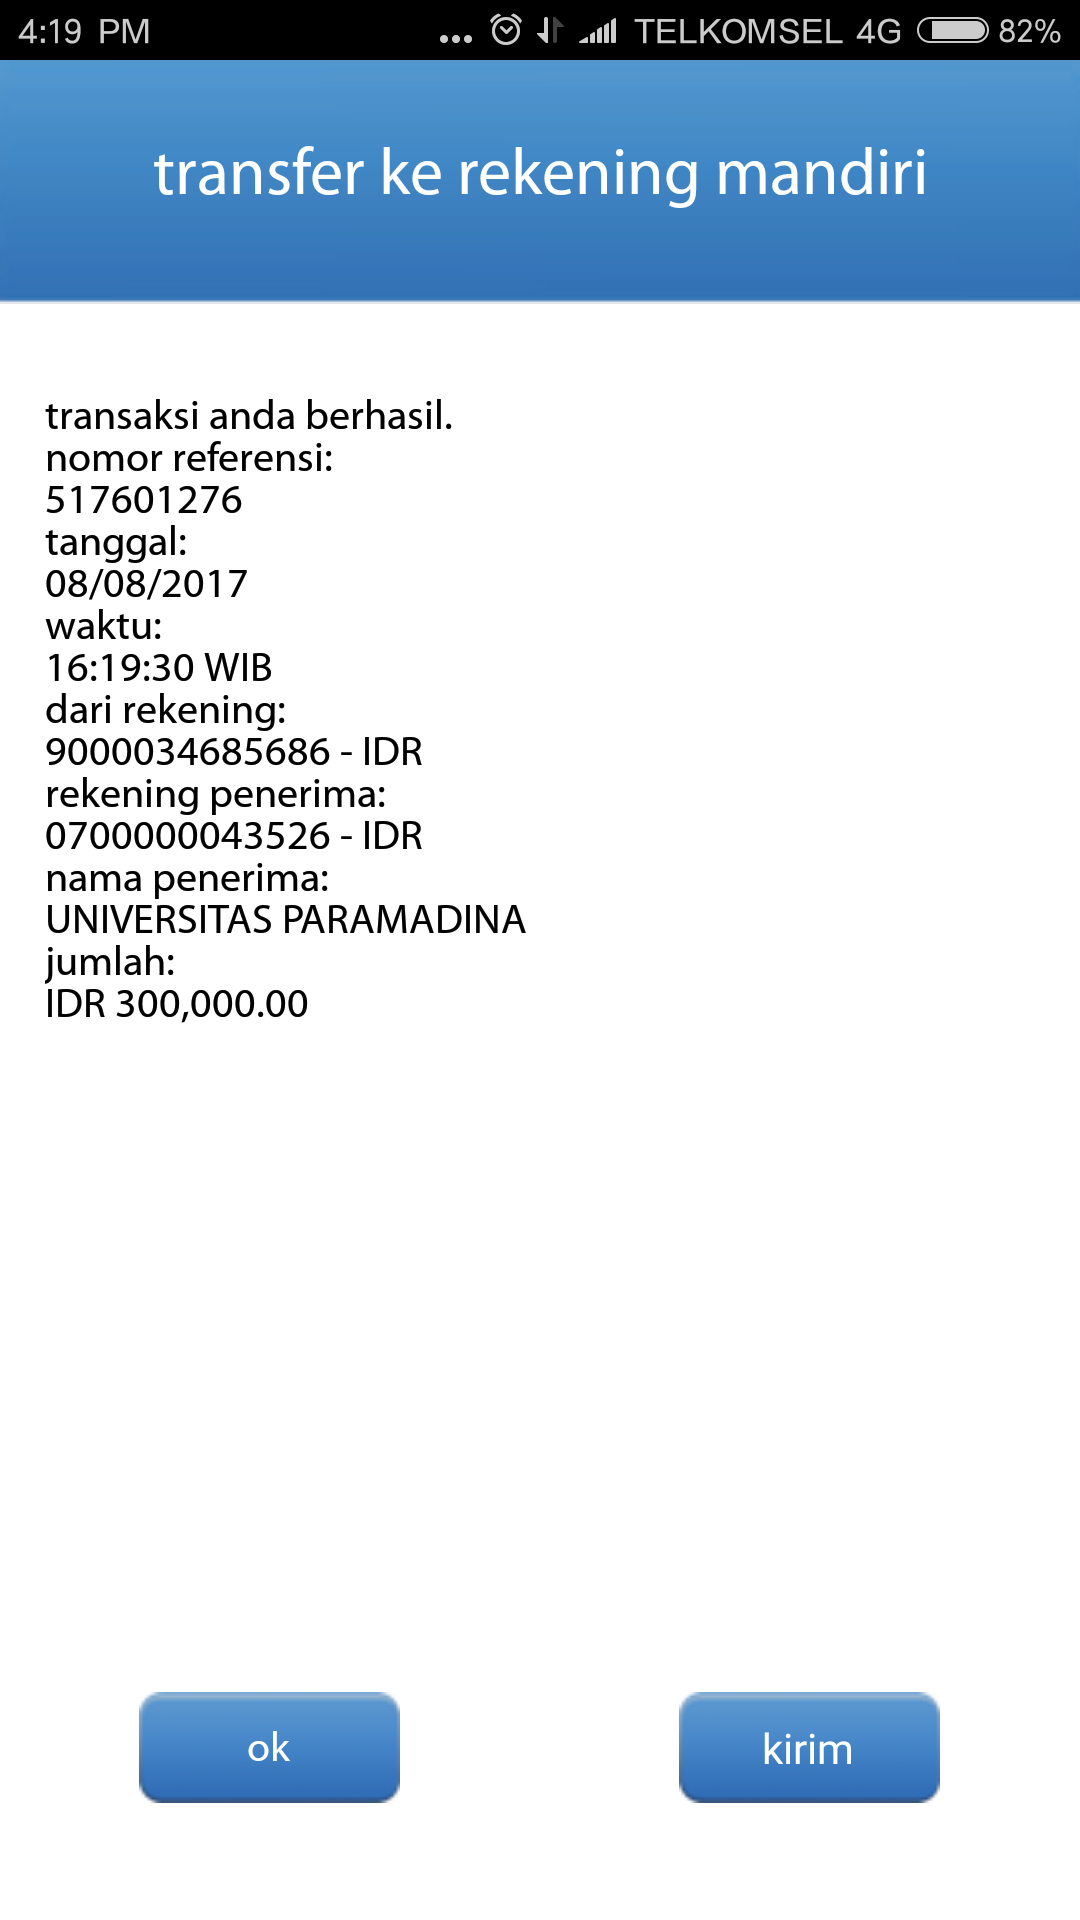 4:19 PM ... TELKOMSEL 4G 82%
transfer ke rekening mandiri
transaksi anda berhasil.
nomor referensi:
517601276
tanggal:
08/08/2017
waktu:
16:19:30 WIB
dari rekening:
9000034685686 - IDR
rekening penerima:
0700000043526 - IDR
nama penerima:
UNIVERSITAS PARAMADINA
jumlah:
IDR 300,000.00
ok
kirim